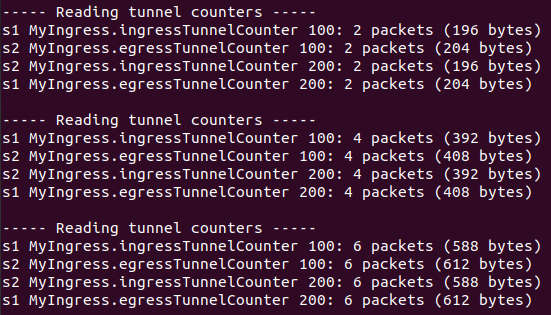 ----- Reading tunnel counters -----
s1 MyIngress.ingressTunnelCounter 100: 2 packets (196 bytes)
s2 MyIngress.egressTunnelCounter 100: 2 packets (204 bytes)
s2 MyIngress.ingressTunnelCounter 200: 2 packets (196 bytes)
s1 MyIngress.egressTunnelCounter 200: 2 packets (204 bytes)

----- Reading tunnel counters -----
s1 MyIngress.ingressTunnelCounter 100: 4 packets (392 bytes)
s2 MyIngress.egressTunnelCounter 100: 4 packets (408 bytes)
s2 MyIngress.ingressTunnelCounter 200: 4 packets (392 bytes)
s1 MyIngress.egressTunnelCounter 200: 4 packets (408 bytes)

----- Reading tunnel counters -----
s1 MyIngress.ingressTunnelCounter 100: 6 packets (588 bytes)
s2 MyIngress.egressTunnelCounter 100: 6 packets (612 bytes)
s2 MyIngress.ingressTunnelCounter 200: 6 packets (588 bytes)
s1 MyIngress.egressTunnelCounter 200: 6 packets (612 bytes)